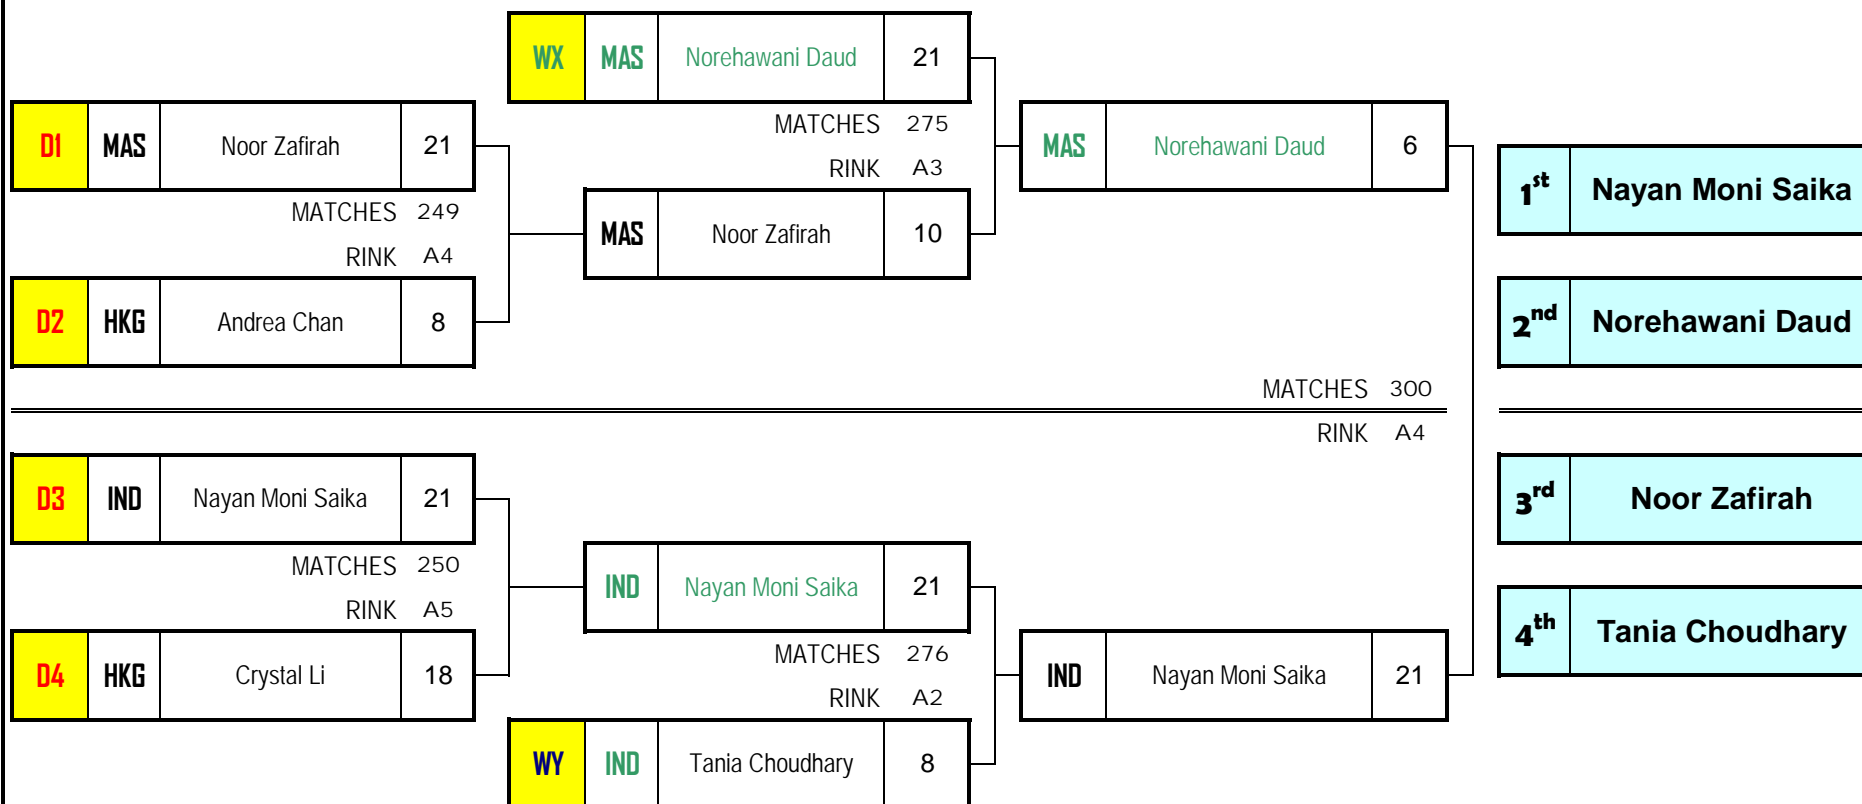 WX MAS Norehawani Daud 21
MATCHES 275
D1 MAS Noor Zafirah 21
MAS Norehawani Daud 6
RINK A3
1st Nayan Moni Saika
MATCHES 249
MAS Noor Zafirah 10
RINK A4
D2 HKG Andrea Chan 8
2nd Norehawani Daud
MATCHES 300
RINK A4
D3 IND Nayan Moni Saika 21
3rd Noor Zafirah
MATCHES 250
IND Nayan Moni Saika 21
RINK A5
4th Tania Choudhary
MATCHES 276
D4 HKG Crystal Li 18
IND Nayan Moni Saika 21
RINK A2
WY IND Tania Choudhary 8